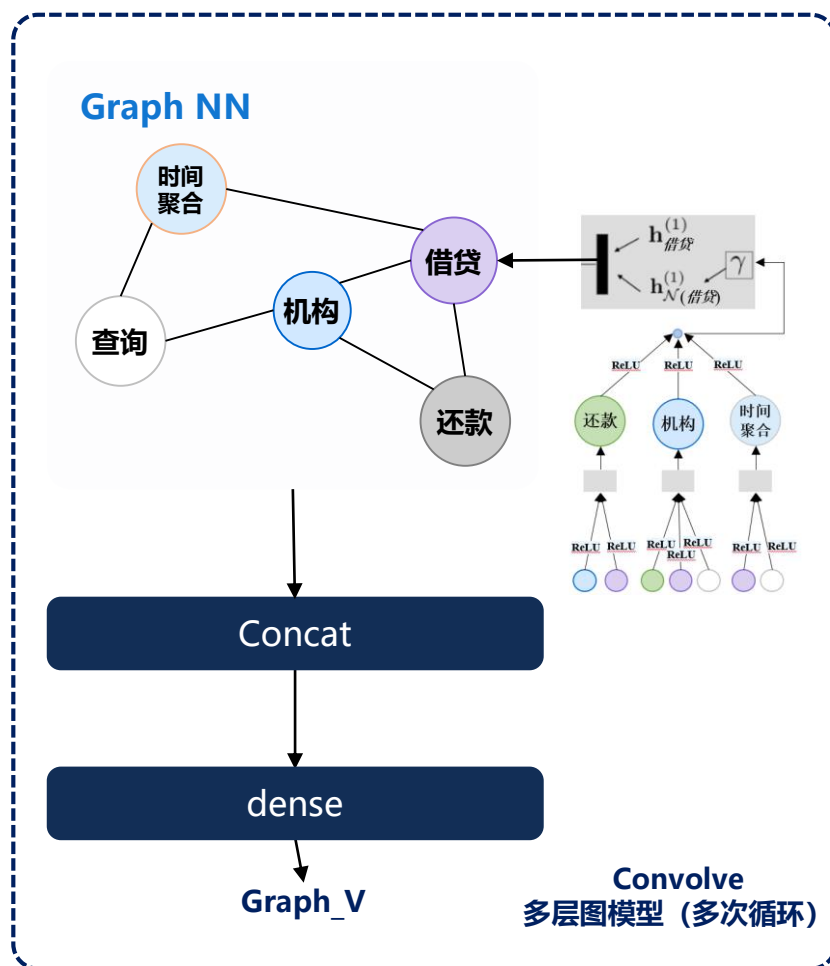 Graph NN
时间
聚合
借贷
机构
查询
还款
h借贷(1)
hN(借贷)(1)
γ
ReLU
ReLU
ReLU
还款
机构
时间
聚合
ReLU
ReLU
ReLU
ReLU
ReLU
ReLU
ReLU
Concat
dense
Graph_V
Convolve
多层图模型（多次循环）